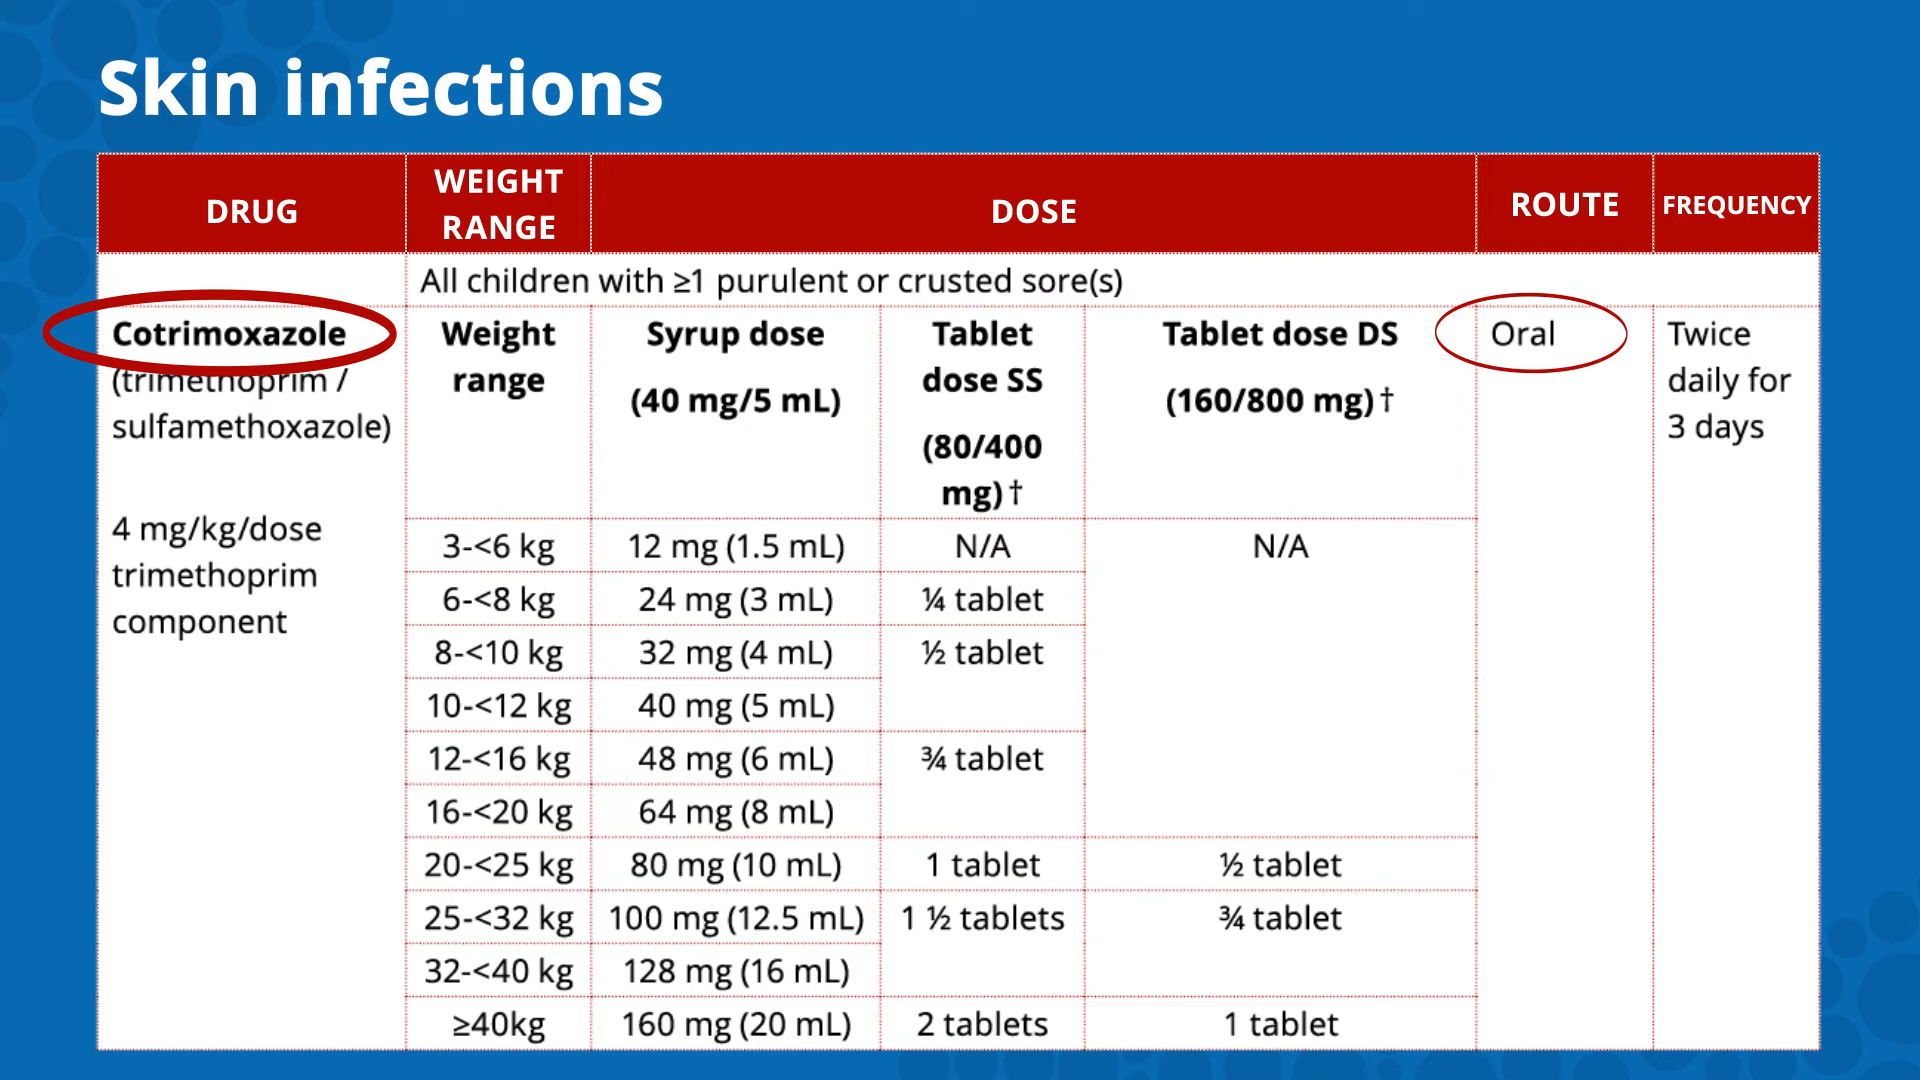 Skin infections
DRUG
WEIGHT
RANGE
DOSE
ROUTE
FREQUENCY
All children with ≥1 purulent or crusted sore(s)
Cotrimoxazole
(trimethoprim /
sulfamethoxazole)
4 mg/kg/dose
trimethoprim
component
Weight
range
Syrup dose
(40 mg/5 mL)
Tablet
dose SS
(80/400
mg) †
Tablet dose DS
(160/800 mg) †
Oral
Twice
daily for
3 days
3-<6 kg 12 mg (1.5 mL) N/A N/A
6-<8 kg 24 mg (3 mL) ¼ tablet
8-<10 kg 32 mg (4 mL) ½ tablet
10-<12 kg 40 mg (5 mL)
12-<16 kg 48 mg (6 mL) ¾ tablet
16-<20 kg 64 mg (8 mL)
20-<25 kg 80 mg (10 mL) 1 tablet ½ tablet
25-<32 kg 100 mg (12.5 mL) 1 ½ tablets ¾ tablet
32-<40 kg 128 mg (16 mL)
≥40kg 160 mg (20 mL) 2 tablets 1 tablet